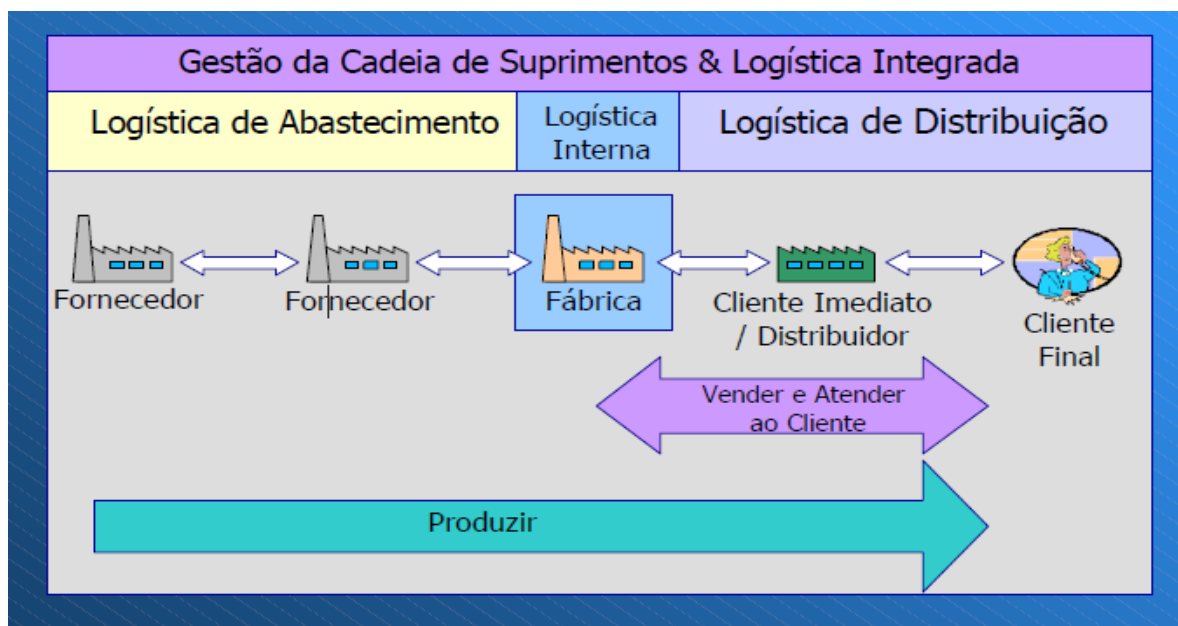 Gestão da Cadeia de Suprimentos & Logística Integrada
Logística de Abastecimento
Logística
Interna
Logística de Distribuição
Fornecedor
Fornecedor
Fábrica
Cliente Imediato
/ Distribuidor
Cliente
Final
Vender e Atender
ao Cliente
Produzir